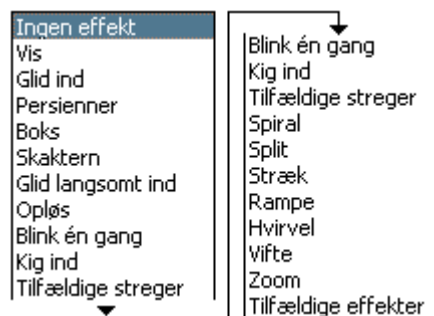 Ingen effekt
Vis
Glid ind
Persienner
Boks
Skaktern
Glid langsomt ind
Opløs
Blink én gang
Kig ind
Tilfældige streger
Blink én gang
Kig ind
Tilfældige streger
Spiral
Split
Stræk
Rampe
Hvirvel
Vifte
Zoom
Tilfældige effekter